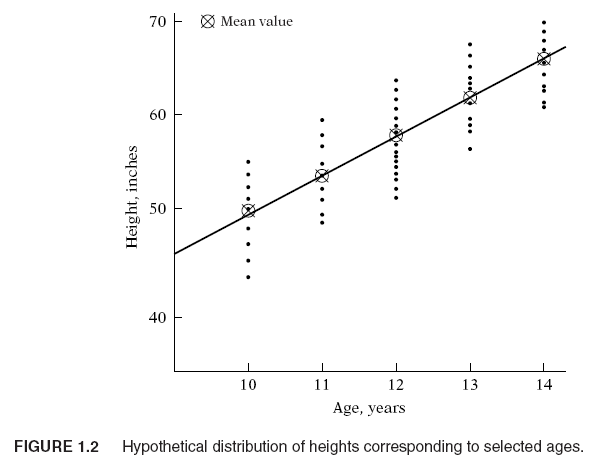 70
Mean value
60
Height, inches
50
40
10 11 12 13 14
Age, years
FIGURE 1.2 Hypothetical distribution of heights corresponding to selected ages.